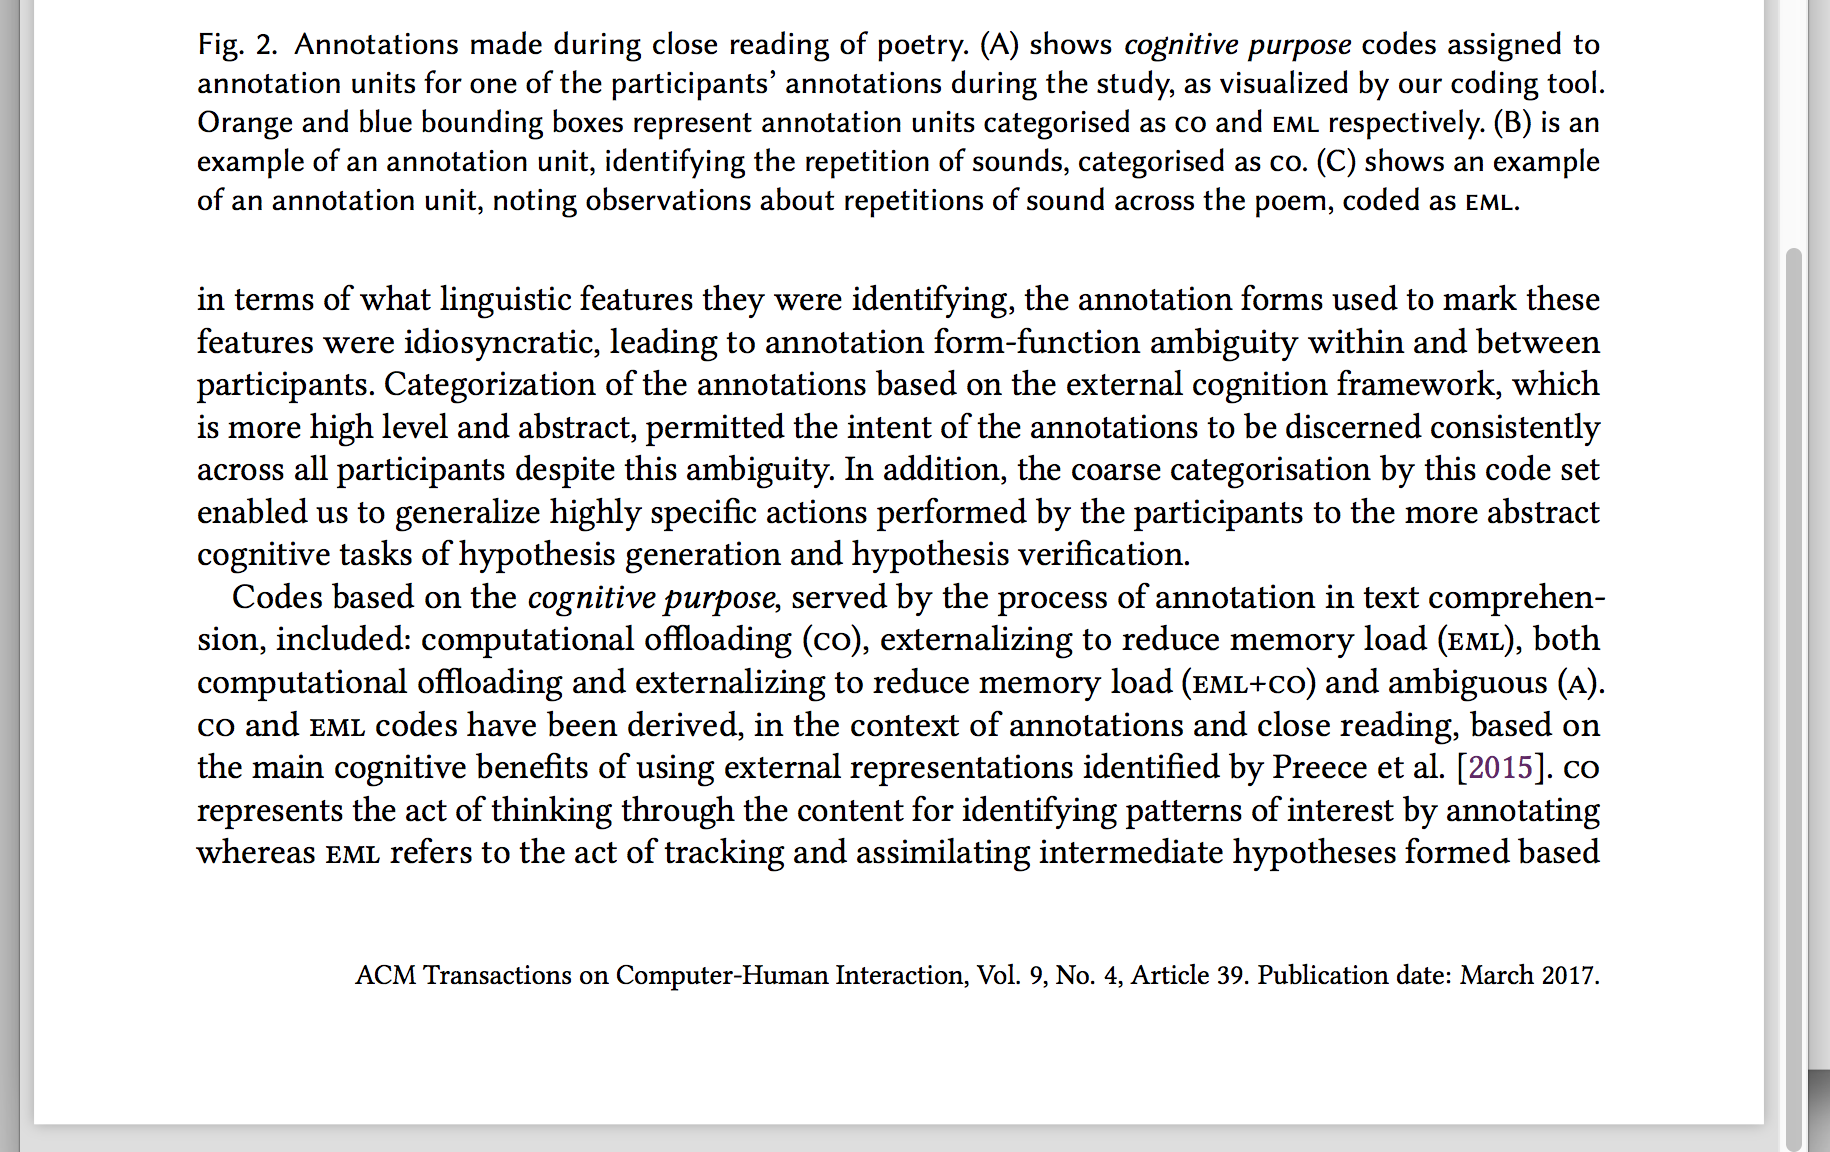 Fig. 2. Annotations made during close reading of poetry. (A) shows cognitive purpose codes assigned to
annotation units for one of the participants’ annotations during the study, as visualized by our coding tool.
Orange and blue bounding boxes represent annotation units categorised as CO and EML respectively. (B) is an
example of an annotation unit, identifying the repetition of sounds, categorised as CO. (C) shows an example
of an annotation unit, noting observations about repetitions of sound across the poem, coded as EML.
in terms of what linguistic features they were identifying, the annotation forms used to mark these
features were idiosyncratic, leading to annotation form-function ambiguity within and between
participants. Categorization of the annotations based on the external cognition framework, which
is more high level and abstract, permitted the intent of the annotations to be discerned consistently
across all participants despite this ambiguity. In addition, the coarse categorisation by this code set
enabled us to generalize highly specific actions performed by the participants to the more abstract
cognitive tasks of hypothesis generation and hypothesis verification.
Codes based on the cognitive purpose, served by the process of annotation in text comprehen-
sion, included: computational offloading (CO), externalizing to reduce memory load (EML), both
computational offloading and externalizing to reduce memory load (EML+CO) and ambiguous (A).
CO and EML codes have been derived, in the context of annotations and close reading, based on
the main cognitive benefits of using external representations identified by Preece et al. [2015]. CO
represents the act of thinking through the content for identifying patterns of interest by annotating
whereas EML refers to the act of tracking and assimilating intermediate hypotheses formed based
ACM Transactions on Computer-Human Interaction, Vol. 9, No. 4, Article 39. Publication date: March 2017.